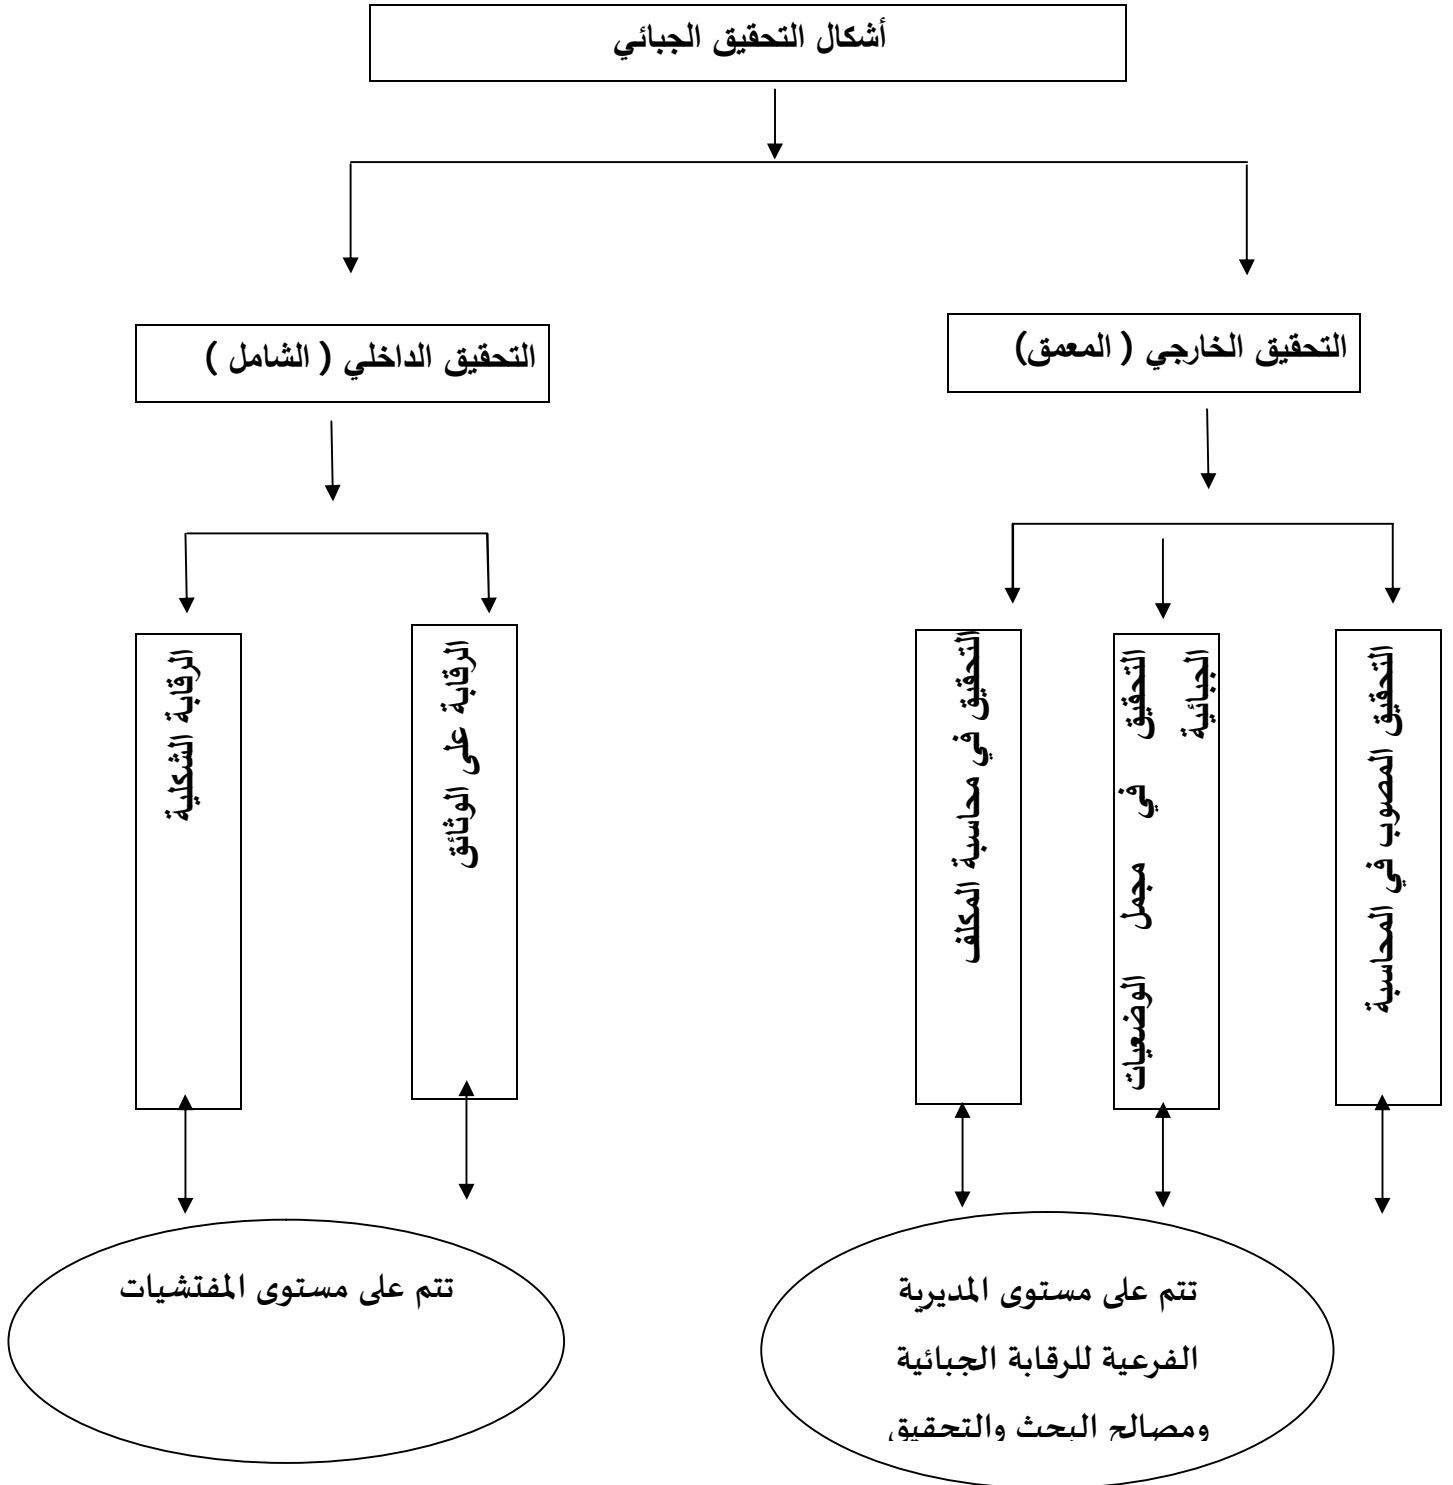 أشكال التحقيق الجبائي
التحقيق الخارجي ( المعمق)
التحقيق الداخلي ( الشامل )
التحقيق المصوب في المحاسبة
التحقيق في مجمل الوضعيات
الجبائية
التحقيق في محاسبة المكلف
الرقابة على الوثائق
الرقابة الشكلية
تتم على مستوى المديرية
الفرعية للرقابة الجبائية
ومصالح البحث والتحقيق
تتم على مستوى المفتشيات